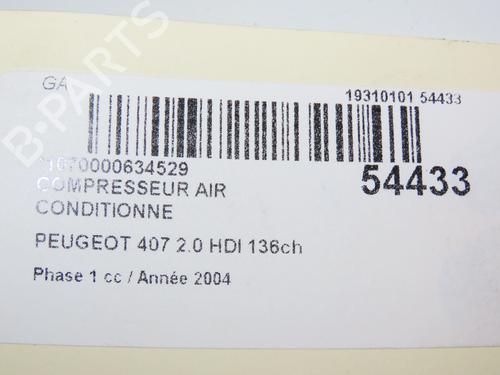 GA
19310101 54433
*1670000634529
54433
COMPRESSEUR AIR
CONDITIONNE
PEUGEOT 407 2.0 HDI 136ch
Phase 1 cc / Année 2004
B-PARTS